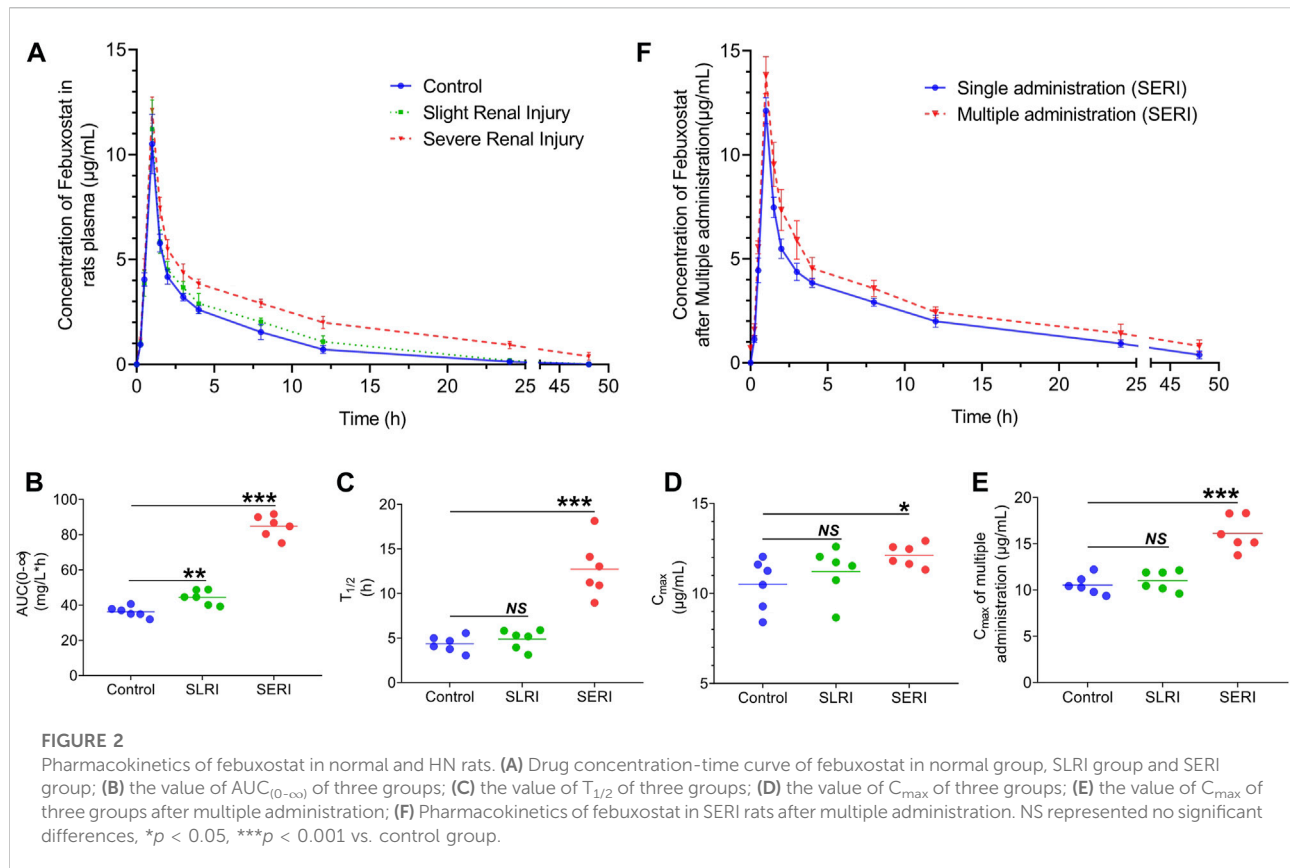 A
Concentration of Febuxostat in
rats plasma (μg/mL)
15
10
5
0
0 5 10 15 20 25 45 50
Time (h)
Control
Slight Renal Injury
Severe Renal Injury
F
Concentration of Febuxostat
after Multiple administration(μg/mL)
15
10
5
0
0 5 10 15 20 25 45 50
Time (h)
Single administration (SERI)
Multiple administration (SERI)
B
AUC(0-∞)
(mg/L*h)
100
80
60
40
20
0
**
***
Control SLRI SERI
C
T1/2
(h)
20
15
10
5
0
NS
***
Control SLRI SERI
D
Cmax
(μg/mL)
15
10
5
NS
*
Control SLRI SERI
E
Cmax of multiple
administration (μg/mL)
20
15
10
5
0
NS
***
Control SLRI SERI
FIGURE 2
Pharmacokinetics of febuxostat in normal and HN rats. (A) Drug concentration-time curve of febuxostat in normal group, SLRI group and SERI
group; (B) the value of AUC(0-∞) of three groups; (C) the value of T1/2 of three groups; (D) the value of Cmax of three groups; (E) the value of Cmax of
three groups after multiple administration; (F) Pharmacokinetics of febuxostat in SERI rats after multiple administration. NS represented no significant
differences, *p < 0.05, ***p < 0.001 vs. control group.